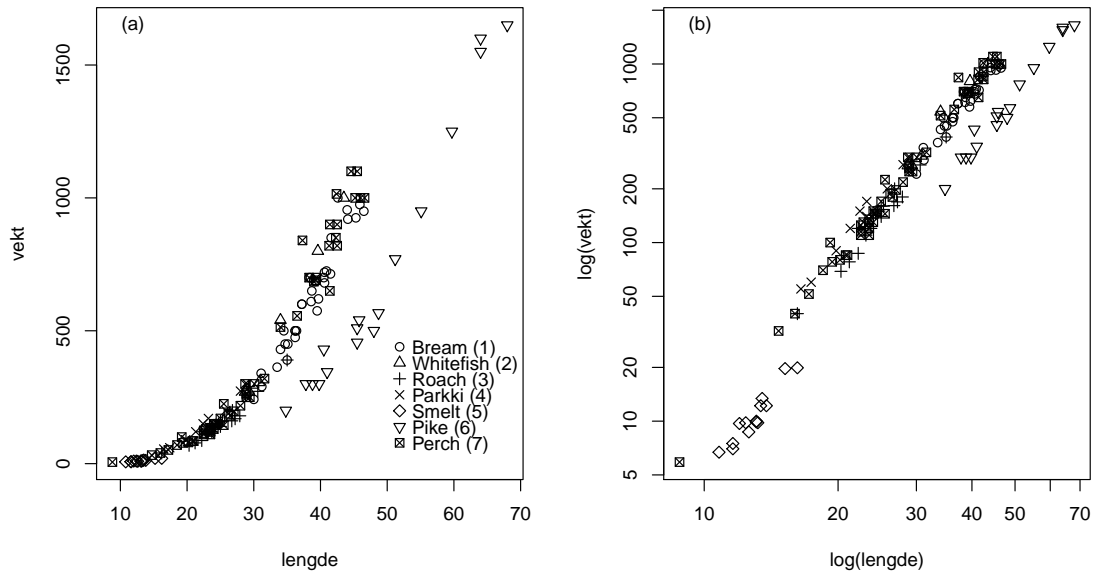 (a)
vekt
1500
1000
500
0
Bream (1)
Whitefish (2)
Roach (3)
Parkki (4)
Smelt (5)
Pike (6)
Perch (7)
10 20 30 40 50 60 70
lengde
(b)
log(vekt)
1000
500
200
100
50
20
10
5
10 20 30 40 50 70
log(lengde)